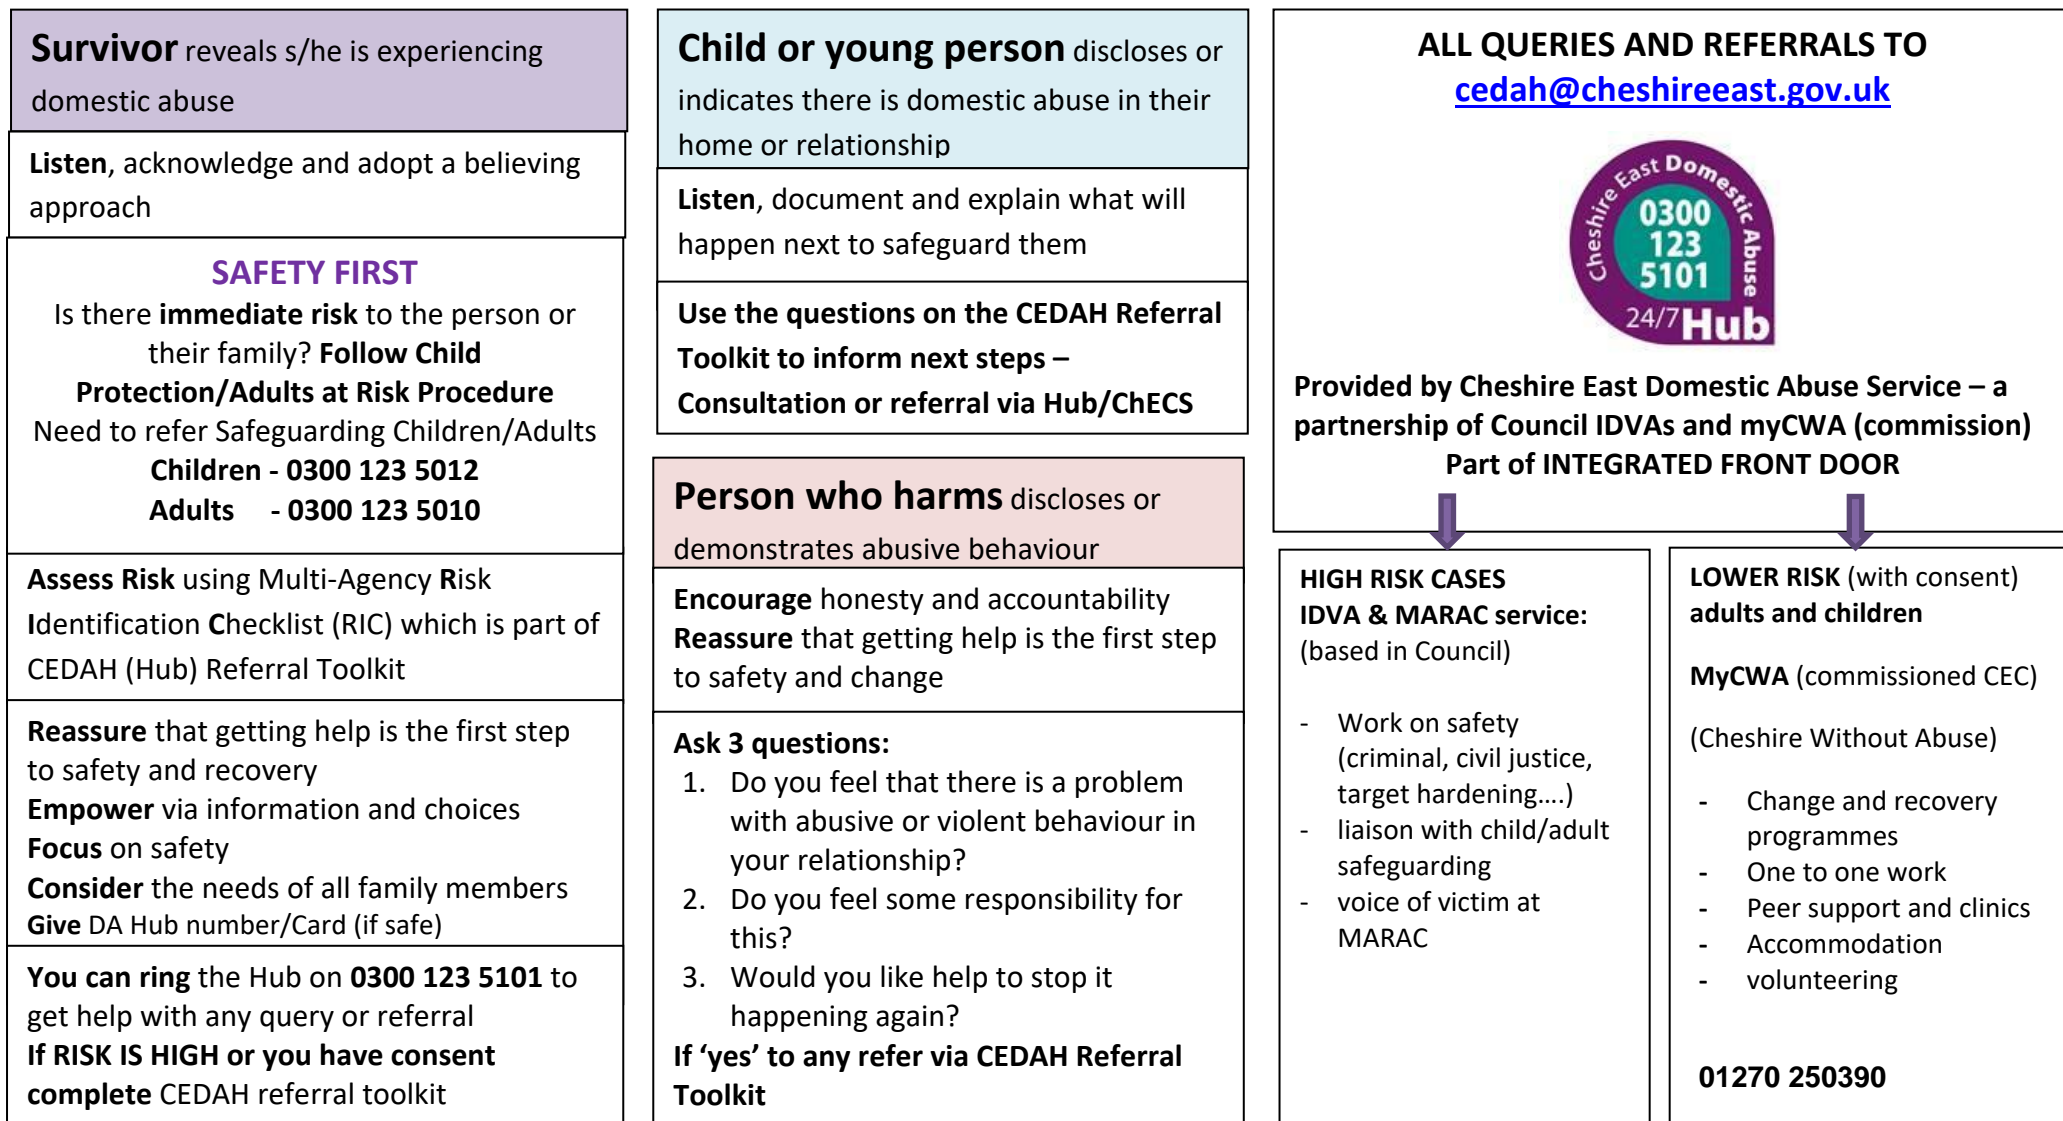 Survivor reveals s/he is experiencing
domestic abuse
Listen, acknowledge and adopt a believing
approach
SAFETY FIRST
Is there immediate risk to the person or
their family? Follow Child
Protection/Adults at Risk Procedure
Need to refer Safeguarding Children/Adults
Children - 0300 123 5012
Adults - 0300 123 5010
Assess Risk using Multi-Agency Risk
Identification Checklist (RIC) which is part of
CEDAH (Hub) Referral Toolkit
Reassure that getting help is the first step
to safety and recovery
Empower via information and choices
Focus on safety
Consider the needs of all family members
Give DA Hub number/Card (if safe)
You can ring the Hub on 0300 123 5101 to
get help with any query or referral
If RISK IS HIGH or you have consent
complete CEDAH referral toolkit
Child or young person discloses or
indicates there is domestic abuse in their
home or relationship
Listen, document and explain what will
happen next to safeguard them
Use the questions on the CEDAH Referral
Toolkit to inform next steps –
Consultation or referral via Hub/ChECS
Person who harms discloses or
demonstrates abusive behaviour
Encourage honesty and accountability
Reassure that getting help is the first step
to safety and change
Ask 3 questions:
1. Do you feel that there is a problem
with abusive or violent behaviour in
your relationship?
2. Do you feel some responsibility for
this?
3. Would you like help to stop it
happening again?
If ‘yes’ to any refer via CEDAH Referral
Toolkit
ALL QUERIES AND REFERRALS TO
cedah@cheshireeast.gov.uk
Cheshire East Domestic Abuse
0300
123
5101
24/7 Hub
Provided by Cheshire East Domestic Abuse Service – a
partnership of Council IDVAs and myCWA (commission)
Part of INTEGRATED FRONT DOOR
HIGH RISK CASES
IDVA & MARAC service:
(based in Council)
- Work on safety
(criminal, civil justice,
target hardening….)
- liaison with child/adult
safeguarding
- voice of victim at
MARAC
LOWER RISK (with consent)
adults and children
MyCWA (commissioned CEC)
(Cheshire Without Abuse)
- Change and recovery
programmes
- One to one work
- Peer support and clinics
- Accommodation
- volunteering
01270 250390